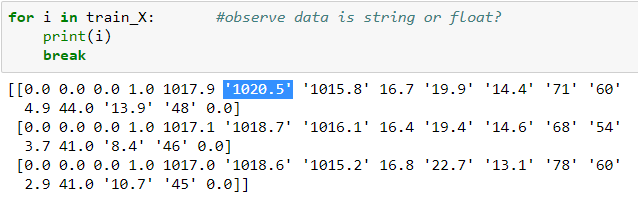 for i in train_X:        #observe data is string or float?
    print(i)
    break
[[0.0 0.0 0.0 1.0 1017.9 '1020.5' '1015.8' 16.7 '19.9' '14.4' '71' '60'
  4.9 44.0 '13.9' '48' 0.0]
 [0.0 0.0 0.0 1.0 1017.1 '1018.7' '1016.1' 16.4 '19.4' '14.6' '68' '54'
  3.7 41.0 '8.4' '46' 0.0]
 [0.0 0.0 0.0 1.0 1017.0 '1018.6' '1015.2' 16.8 '22.7' '13.1' '78' '60'
  2.9 41.0 '10.7' '45' 0.0]]